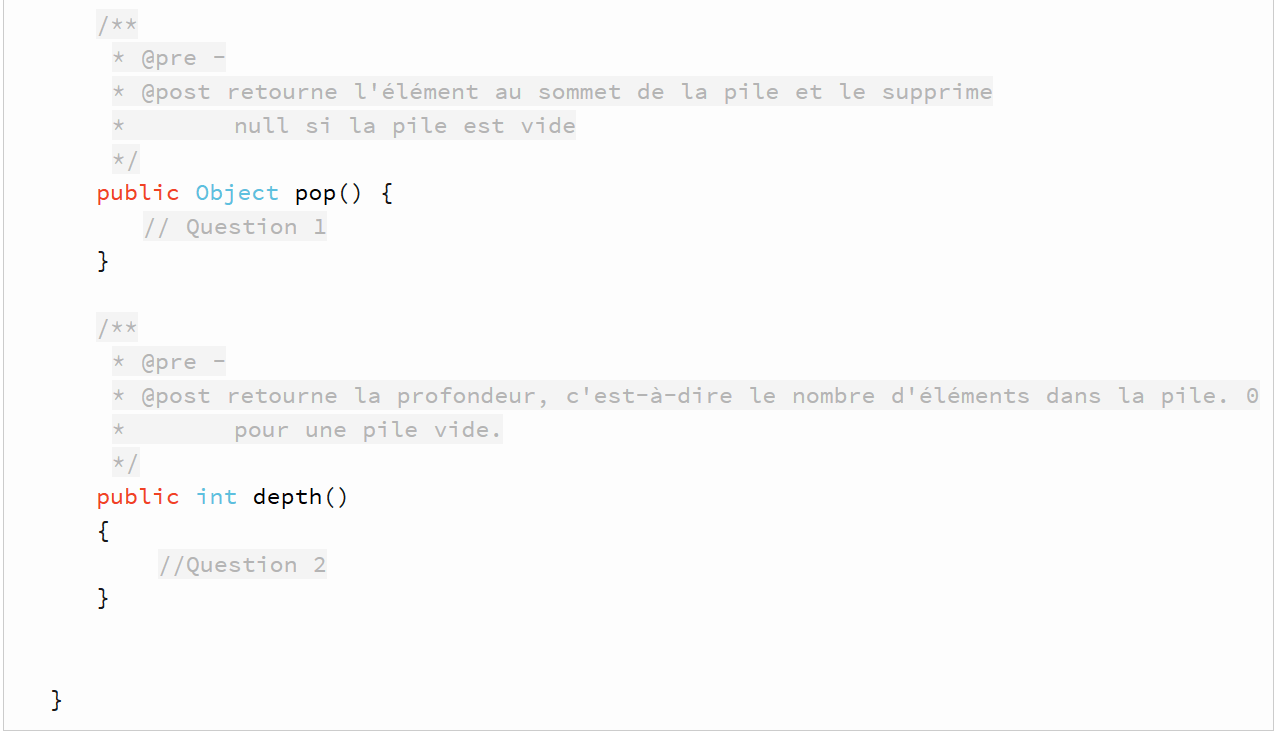 /**
* @pre -
* @post retourne l'élément au sommet de la pile et le supprime
*        null si la pile est vide
*/
public Object pop() {
// Question 1
}
/**
* @pre -
* @post retourne la profondeur, c'est-à-dire le nombre d'éléments dans la pile. 0
*        pour une pile vide.
*/
public int depth()
{
//Question 2
}
}